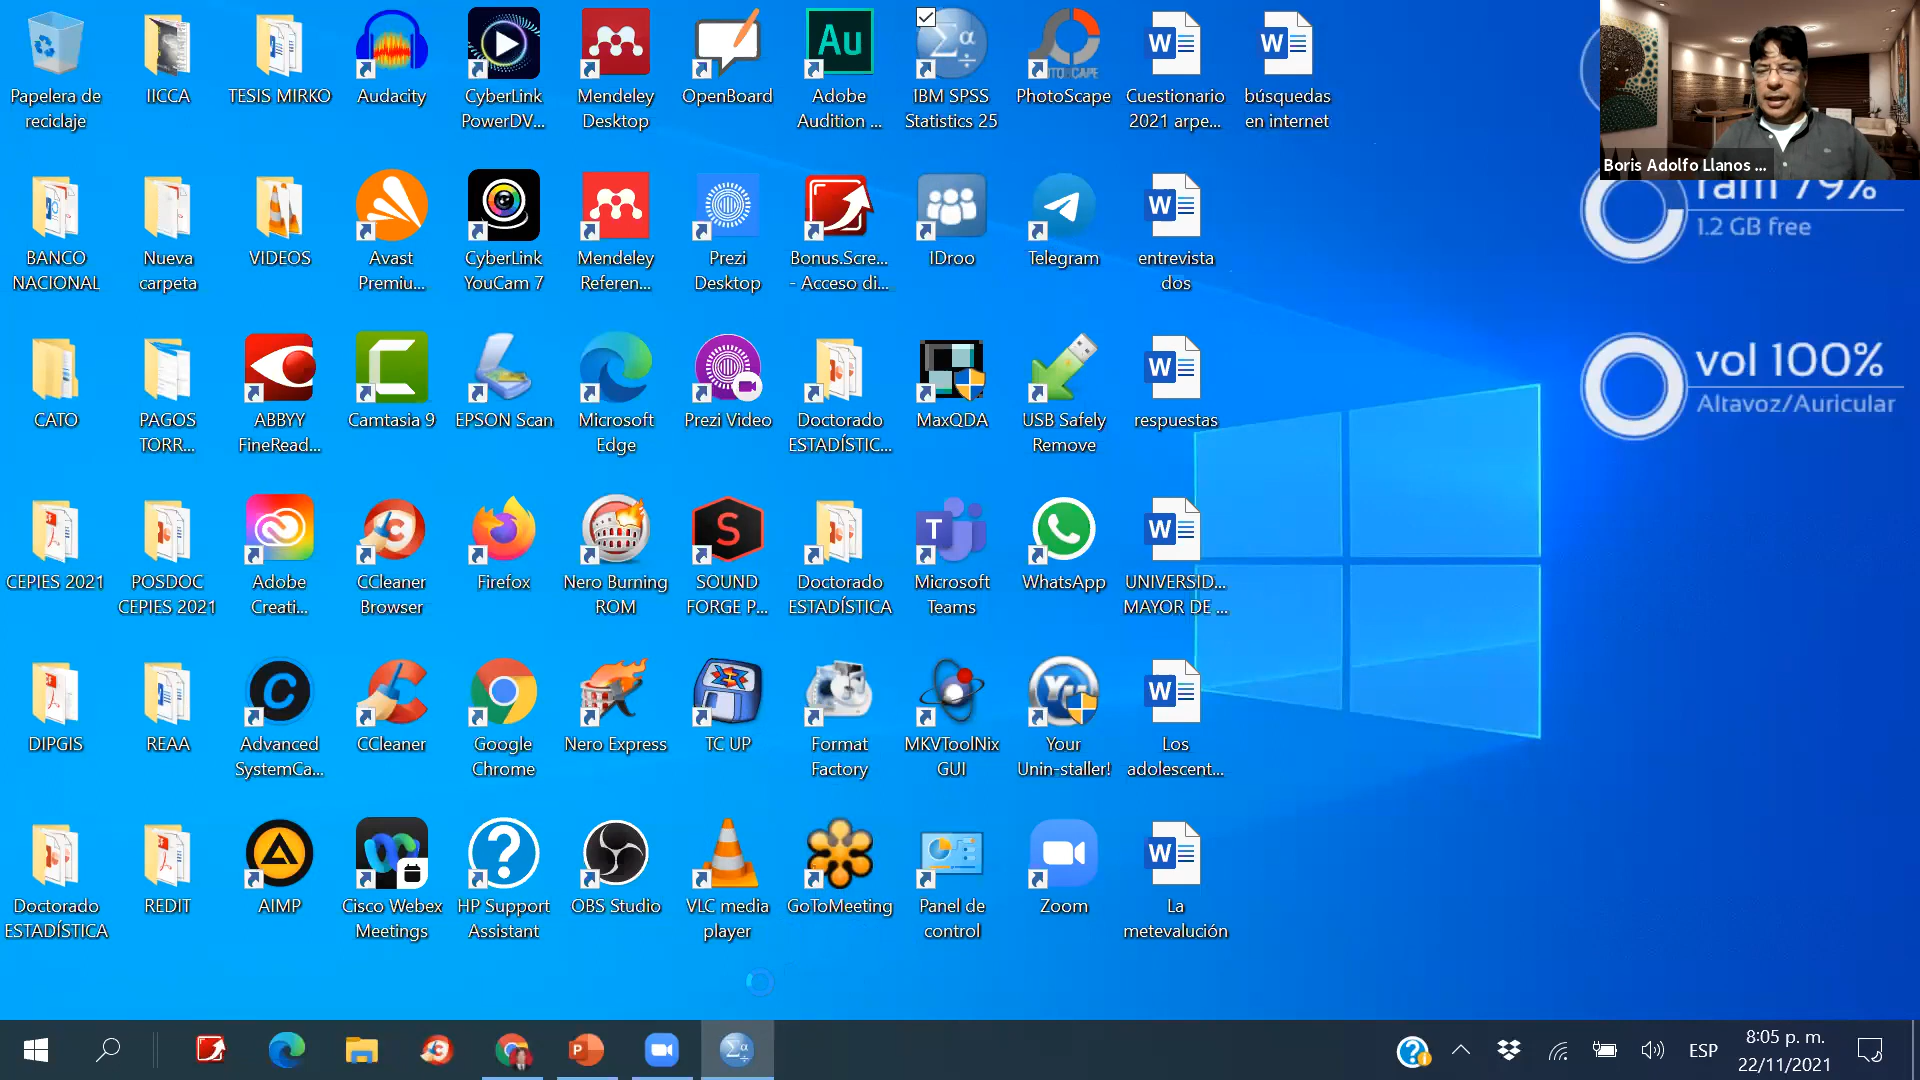 Papelera de
reciclaje
IICCA
TESIS MIRKO
Audacity
CyberLink
PowerDV...
Mendeley
Desktop
OpenBoard
Adobe
Audition ...
IBM SPSS
Statistics 25
PhotoScape
Cuestionario
2021 arpe...
búsquedas
en internet
Boris Adolfo Llanos ...
BANCO
NACIONAL
Nueva
carpeta
VIDEOS
Avast
Premiu...
CyberLink
YouCam 7
Mendeley
Referen...
Prezi
Desktop
Bonus.Scre...
- Acceso di...
IDroo
Telegram
entrevista
dos
ram 79%
1.2 GB free
CATO
PAGOS
TORR...
ABBYY
FineRead...
Camtasia 9
EPSON Scan
Microsoft
Edge
Prezi Video
Doctorado
ESTADÍSTIC...
MaxQDA
USB Safely
Remove
respuestas
vol 100%
Altavoz/Auricular
CEPIES 2021
POSDOC
CEPIES 2021
Adobe
Creati...
CCleaner
Browser
Firefox
Nero Burning
ROM
SOUND
FORGE P...
Doctorado
ESTADÍSTICA
Microsoft
Teams
WhatsApp
UNIVERSID...
MAYOR DE ...
DIPGIS
REAA
Advanced
SystemCa...
CCleaner
Google
Chrome
Nero Express
TC UP
Format
Factory
MKVToolNix
GUI
Your
Unin-staller!
Los
adolescent...
Doctorado
ESTADÍSTICA
REDIT
AIMP
Cisco Webex
Meetings
HP Support
Assistant
OBS Studio
VLC media
player
GoToMeeting
Panel de
control
Zoom
La
metevalución
ESP
8:05 p. m.
22/11/2021